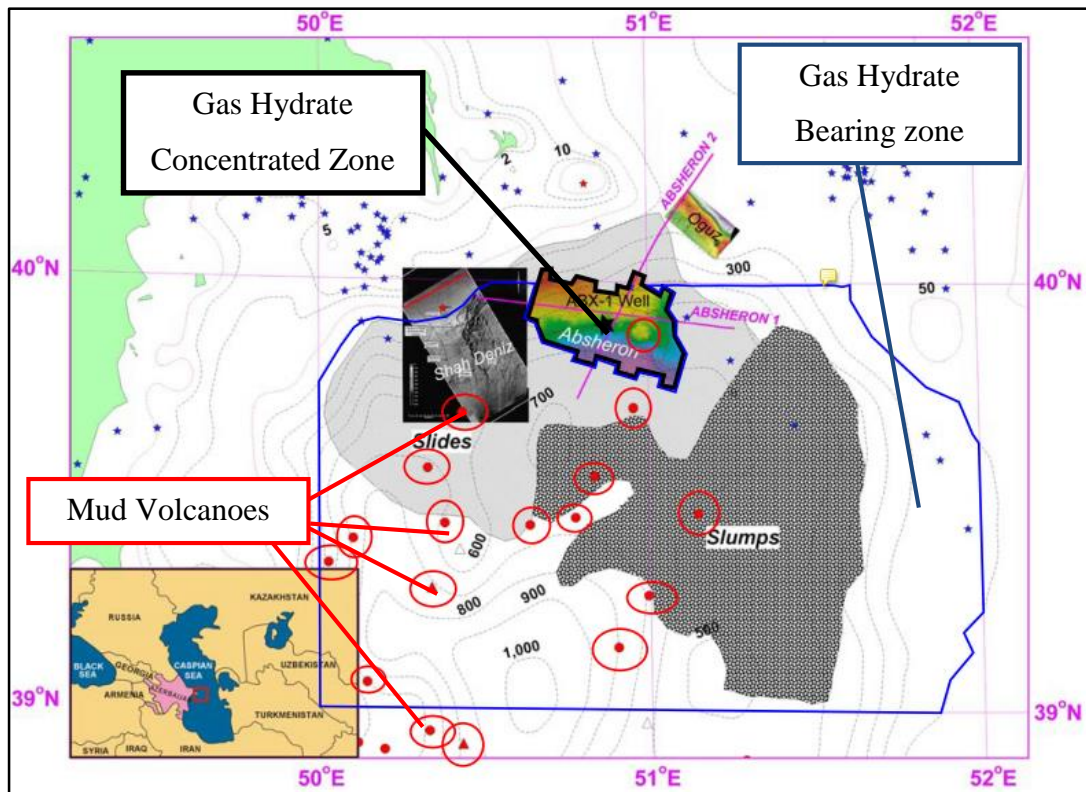 50°E
51°E
52°E
Gas Hydrate
Concentrated Zone
Gas Hydrate
Bearing zone
2
10
ABSHERON 2
5
Oguz
40°N
300
40°N
50
ABX-1 Well
ABSHERON 1
Absheron
Shah Deniz
700
Slides
Mud Volcanoes
Slumps
600
800
900
500
1,000
KAZAKHSTAN
RUSSIA
BLACK
SEA
GEORGIA
CASPIAN
SEA
UZBEKISTAN
ARMENIA
AZERBAIJAN
TURKMENISTAN
SYRIA
IRAQ
IRAN
39°N
39°N
50°E
51°E
52°E